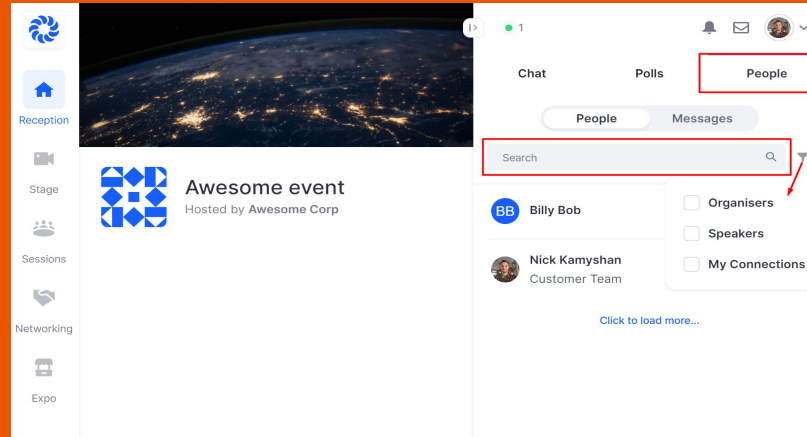 1
Chat Polls People
People Messages
Search
Reception
Stage
Sessions
Networking
Expo
Awesome event
Hosted by Awesome Corp
BB Billy Bob
Nick Kamyshan
Customer Team
Organisers
Speakers
My Connections
Click to load more...